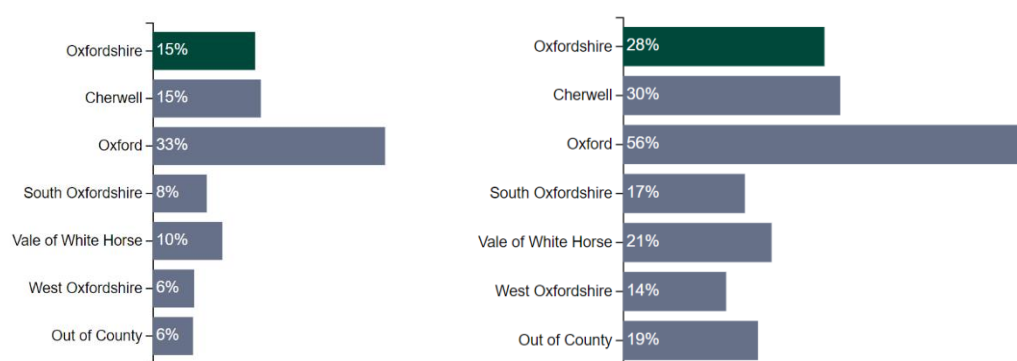 Oxfordshire 15%
Cherwell 15%
Oxford 33%
South Oxfordshire 8%
Vale of White Horse 10%
West Oxfordshire 6%
Out of County 6%
Oxfordshire 28%
Cherwell 30%
Oxford 56%
South Oxfordshire 17%
Vale of White Horse 21%
West Oxfordshire 14%
Out of County 19%